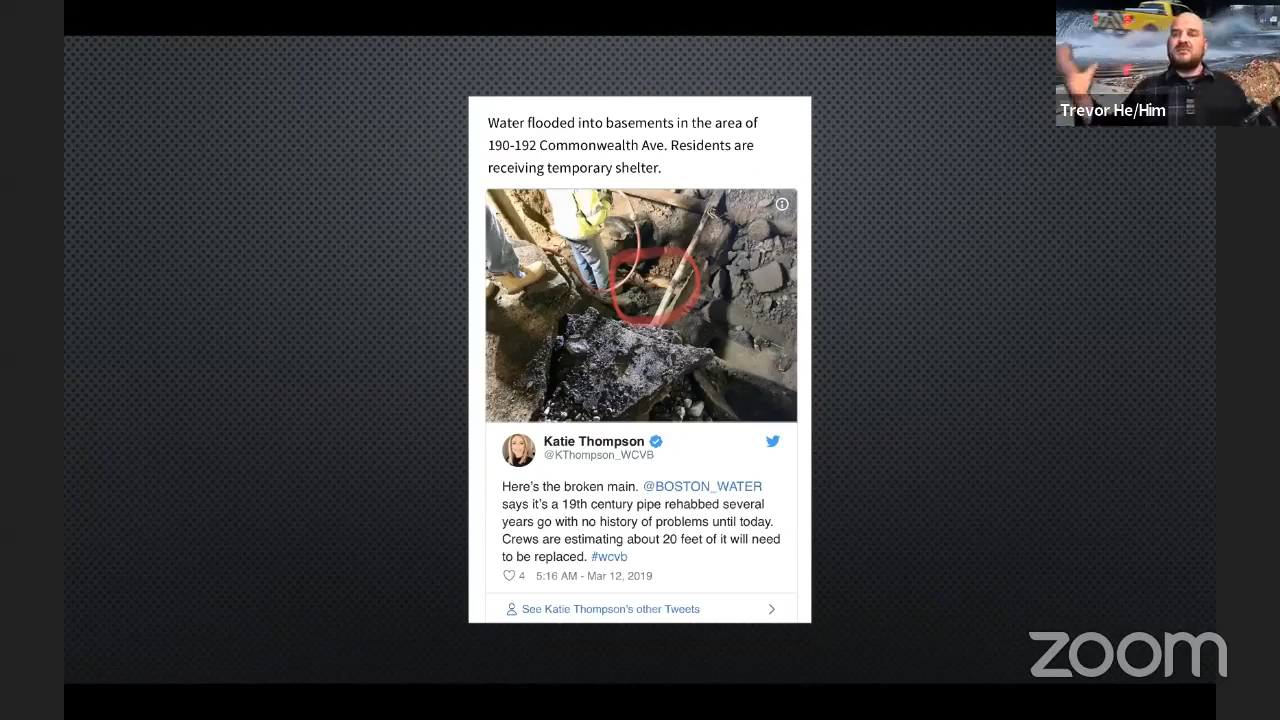 Trevor He/Him
Water flooded into basements in the area of
190-192 Commonwealth Ave. Residents are
receiving temporary shelter.
Katie Thompson
@KThompson_WCVB
Here's the broken main. @BOSTON_WATER
says it's a 19th century pipe rehabbed several
years go with no history of problems until today.
Crews are estimating about 20 feet of it will need
to be replaced. #wcvb
4 5:16 AM - Mar 12, 2019
See Katie Thompson's other Tweets
zoom